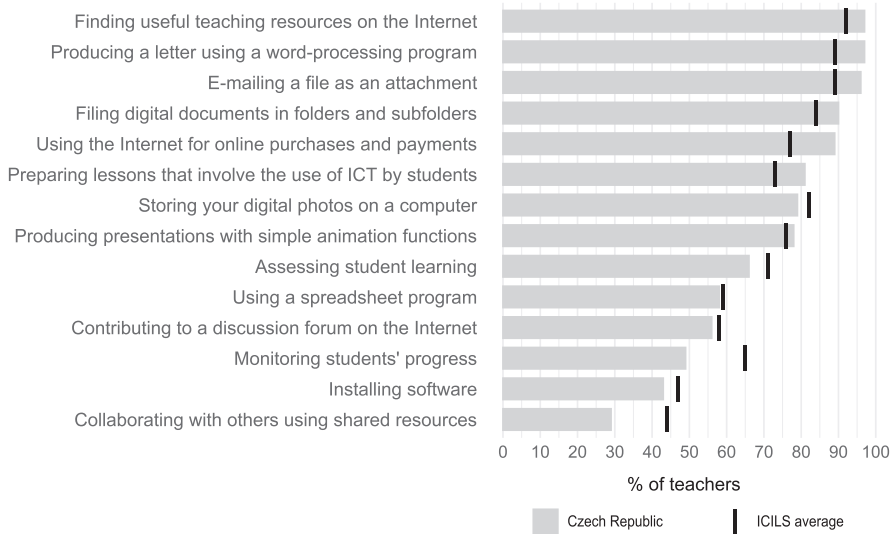 Finding useful teaching resources on the Internet
Producing a letter using a word-processing program
E-mailing a file as an attachment
Filing digital documents in folders and subfolders
Using the Internet for online purchases and payments
Preparing lessons that involve the use of ICT by students
Storing your digital photos on a computer
Producing presentations with simple animation functions
Assessing student learning
Using a spreadsheet program
Contributing to a discussion forum on the Internet
Monitoring students' progress
Installing software
Collaborating with others using shared resources
0 10 20 30 40 50 60 70 80 90 100
% of teachers
Czech Republic ICILS average